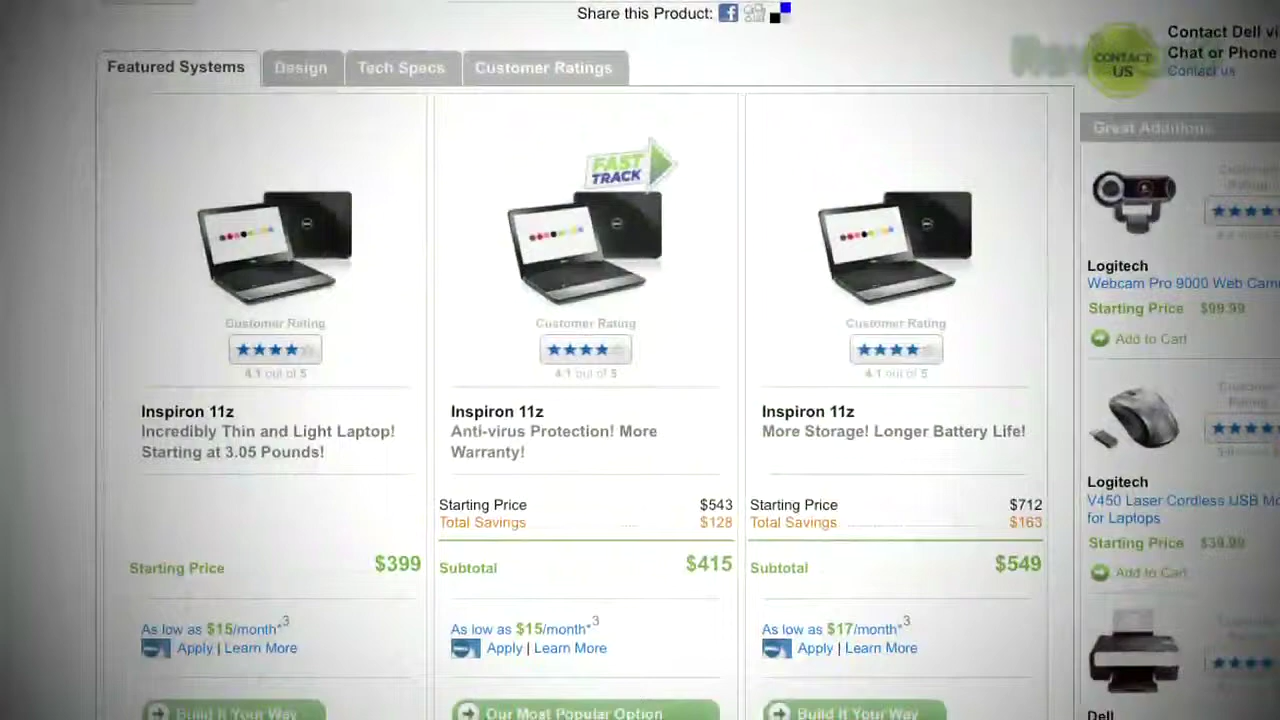 Share this Product:
Contact Dell vi
Chat or Phone
Contact us
CONTACT
US
Featured Systems
Design
Tech Specs
Customer Ratings
Great Additions
FAST
TRACK
Customer Rating
4.1 out of 5
Inspiron 11z
Incredibly Thin and Light Laptop!
Starting at 3.05 Pounds!
Starting Price $399
As low as $15/month*3
Apply | Learn More
Build It Your Way
Customer Rating
4.1 out of 5
Inspiron 11z
Anti-virus Protection! More
Warranty!
Starting Price $543
Total Savings $128
Subtotal $415
As low as $15/month*3
Apply | Learn More
Our Most Popular Option
Customer Rating
4.1 out of 5
Inspiron 11z
More Storage! Longer Battery Life!
Starting Price $712
Total Savings $163
Subtotal $549
As low as $17/month*3
Apply | Learn More
Build It Your Way
Logitech
Webcam Pro 9000 Web Cam
Starting Price $99.99
Add to Cart
Logitech
V450 Laser Cordless USB Mo
for Laptops
Starting Price $39.99
Add to Cart
Dell